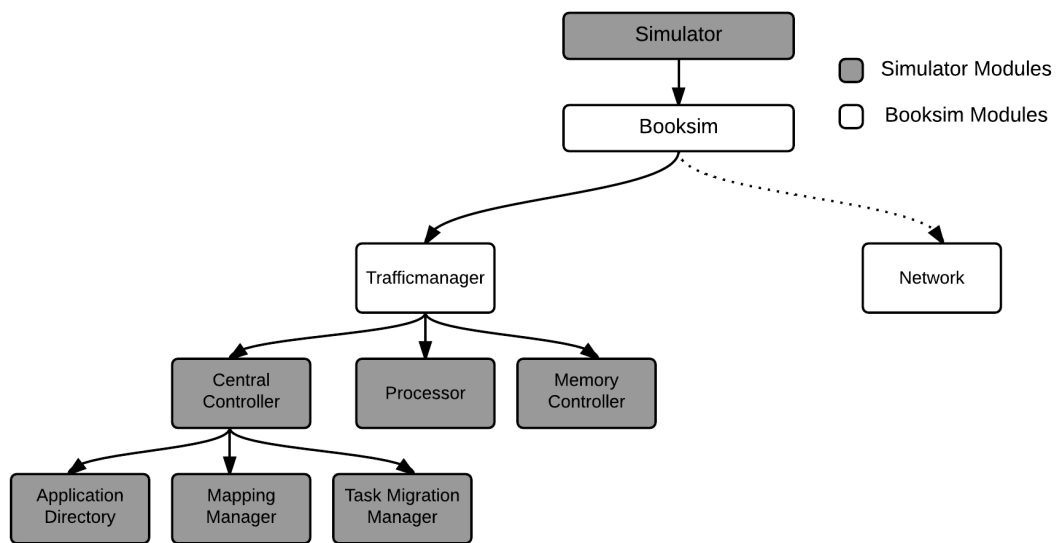 Simulator
Simulator Modules
Booksim
Booksim Modules
Trafficmanager
Network
Central
Controller
Processor
Memory
Controller
Application
Directory
Mapping
Manager
Task Migration
Manager